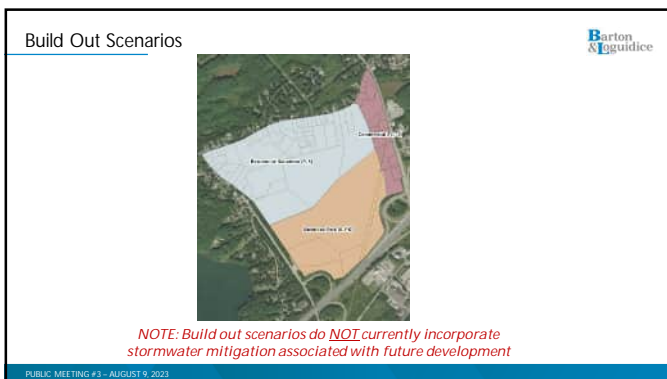 Build Out Scenarios
Barton
& Loguidice
NOTE: Build out scenarios do NOT currently incorporate
stormwater mitigation associated with future development
PUBLIC MEETING #3 – AUGUST 9, 2023